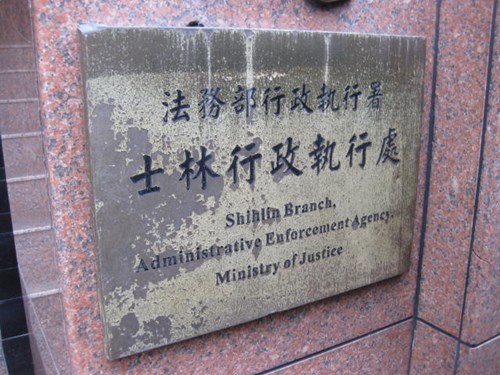 法務部行政執行署
士林行政執行處
Shihlin Branch,
Administrative Enforcement Agency,
Ministry of Justice